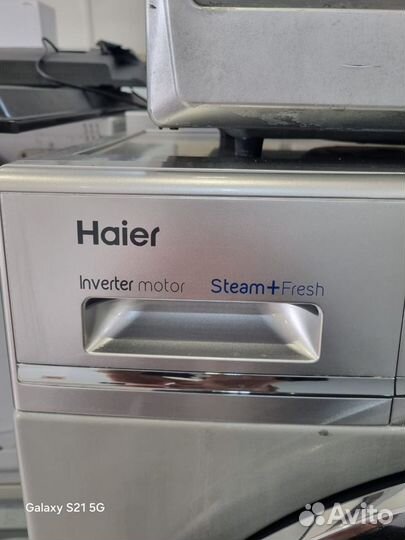 Haier
Inverter motor Steam+Fresh
Galaxy S21 5G
Avito